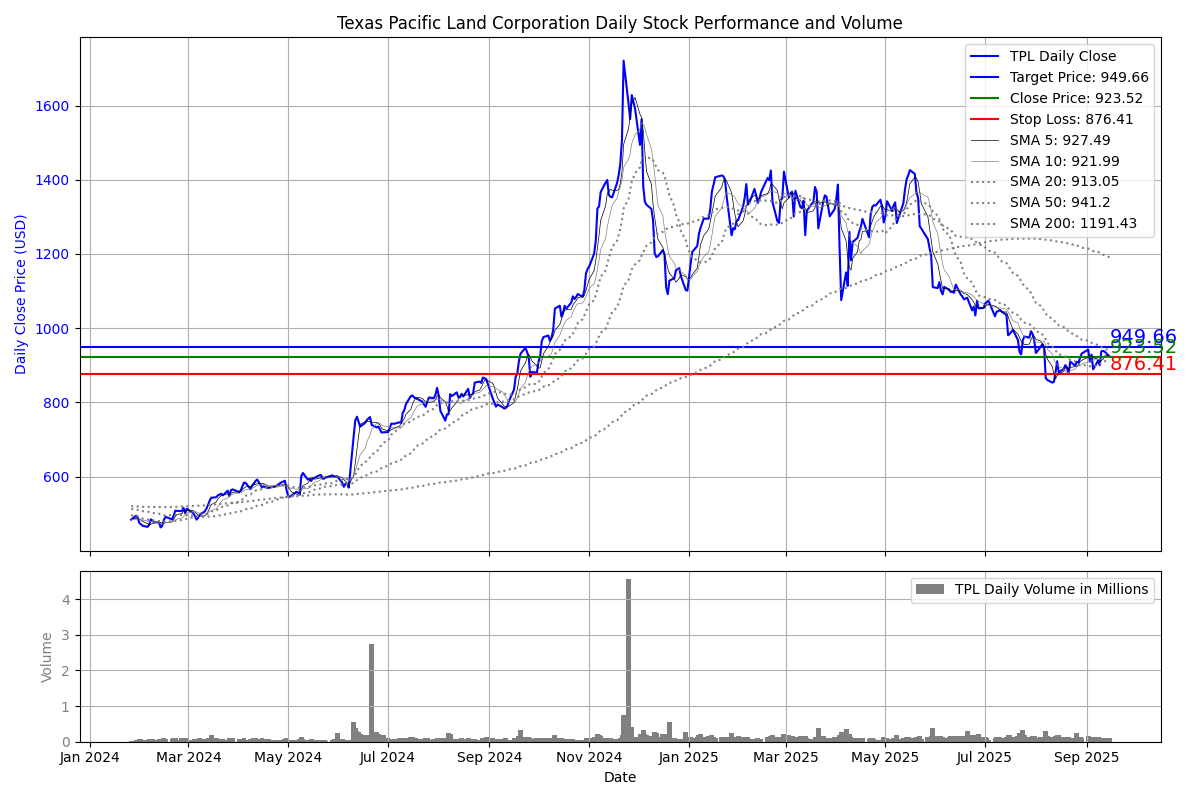 Texas Pacific Land Corporation Daily Stock Performance and Volume
Daily Close Price (USD)
1600
1400
1200
1000
800
600
TPL Daily Close
Target Price: 949.66
Close Price: 923.52
Stop Loss: 876.41
SMA 5: 927.49
SMA 10: 921.99
SMA 20: 913.05
SMA 50: 941.2
SMA 200: 1191.43
949.66
923.52
876.41
Volume
4
3
2
1
0
TPL Daily Volume in Millions
Jan 2024 Mar 2024 May 2024 Jul 2024 Sep 2024 Nov 2024 Jan 2025 Mar 2025 May 2025 Jul 2025 Sep 2025
Date